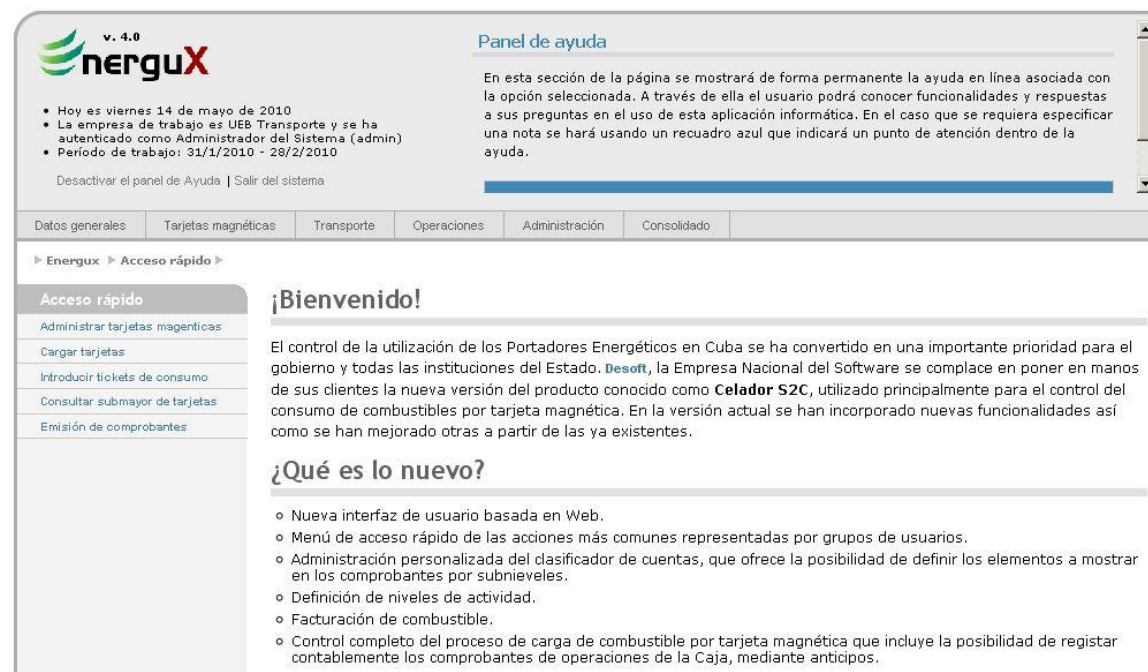 v. 4.0
EnerguX
Hoy es viernes 14 de mayo de 2010
La empresa de trabajo es UEB Transporte y se ha
autenticado como Administrador del Sistema (admin)
Período de trabajo: 31/1/2010 - 28/2/2010
Desactivar el panel de Ayuda | Salir del sistema
Panel de ayuda
En esta sección de la página se mostrará de forma permanente la ayuda en línea asociada con
la opción seleccionada. A través de ella el usuario podrá conocer funcionalidades y respuestas
a sus preguntas en el uso de esta aplicación informática. En el caso que se requiera especificar
una nota se hará usando un recuadro azul que indicará un punto de atención dentro de la
ayuda.
Datos generales Tarjetas magnéticas Transporte Operaciones Administración Consolidado
Energux Acceso rápido
Acceso rápido
Administrar tarjetas magenticas
Cargar tarjetas
Introducir tickets de consumo
Consultar submayor de tarjetas
Emisión de comprobantes
¡Bienvenido!
El control de la utilización de los Portadores Energéticos en Cuba se ha convertido en una importante prioridad para el
gobierno y todas las instituciones del Estado. Desoft, la Empresa Nacional del Software se complace en poner en manos
de sus clientes la nueva versión del producto conocido como Celador S2C, utilizado principalmente para el control del
consumo de combustibles por tarjeta magnética. En la versión actual se han incorporado nuevas funcionalidades así
como se han mejorado otras a partir de las ya existentes.
¿Qué es lo nuevo?
Nueva interfaz de usuario basada en Web.
Menú de acceso rápido de las acciones más comunes representadas por grupos de usuarios.
Administración personalizada del clasificador de cuentas, que ofrece la posibilidad de definir los elementos a mostrar
en los comprobantes por subnieveles.
Definición de niveles de actividad.
Facturación de combustible.
Control completo del proceso de carga de combustible por tarjeta magnética que incluye la posibilidad de registar
contablemente los comprobantes de operaciones de la Caja, mediante anticipos.